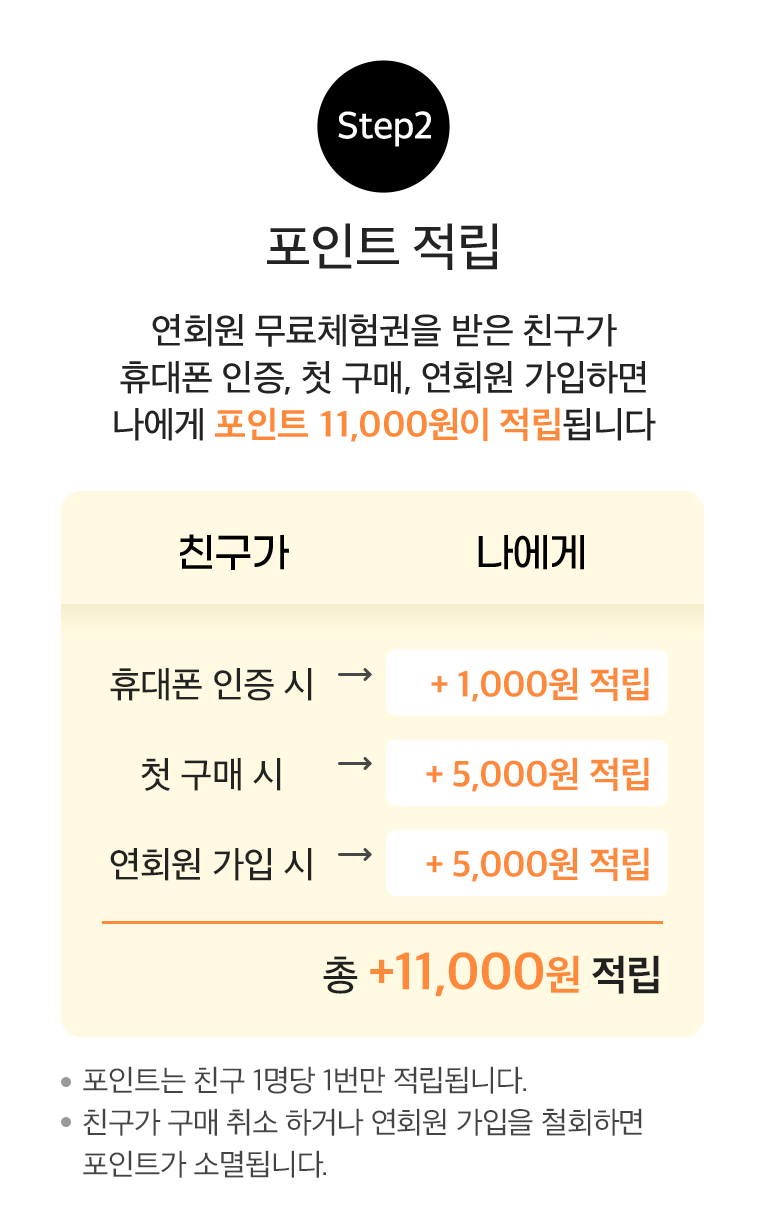 Step2
포인트 적립
연회원 무료체험권을 받은 친구가
휴대폰 인증, 첫 구매, 연회원 가입하면
나에게 포인트 11,000원이 적립됩니다
친구가 나에게
휴대폰 인증 시 → + 1,000원 적립
첫 구매 시 → + 5,000원 적립
연회원 가입 시 → + 5,000원 적립
총 +11,000원 적립
• 포인트는 친구 1명당 1번만 적립됩니다.
• 친구가 구매 취소 하거나 연회원 가입을 철회하면
포인트가 소멸됩니다.